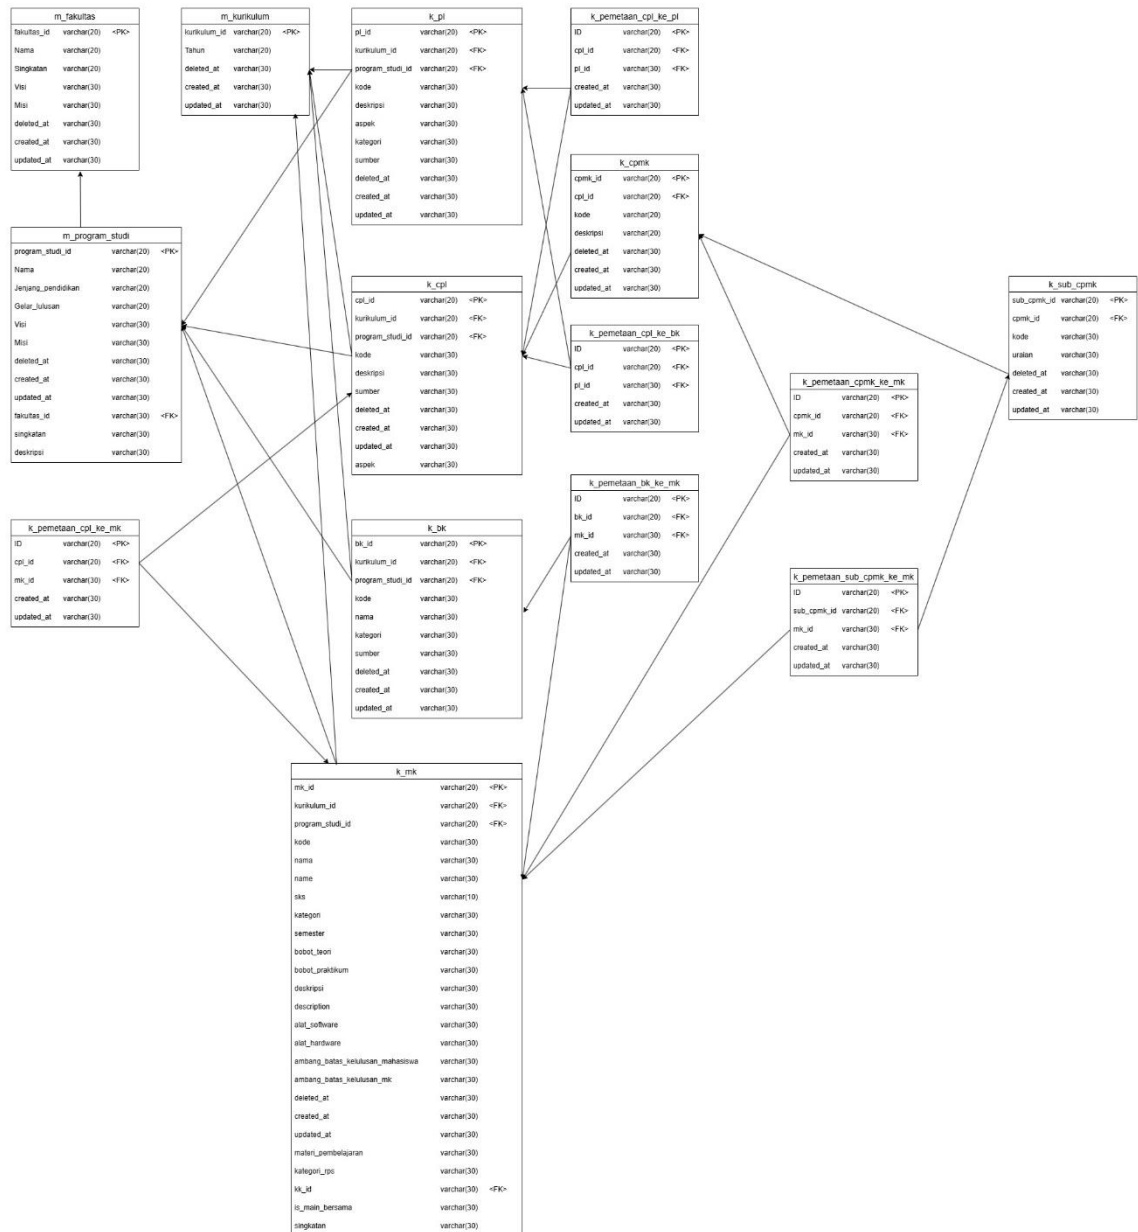 m_fakultas
fakultas_id varchar(20) <PK>
Nama varchar(20)
Singkatan varchar(20)
Visi varchar(30)
Misi varchar(30)
deleted_at varchar(30)
created_at varchar(30)
updated_at varchar(30)
m_kurikulum
kurikulum_id varchar(20) <PK>
Tahun varchar(20)
deleted_at varchar(30)
created_at varchar(30)
updated_at varchar(30)
k_pl
pl_id varchar(20) <PK>
kurikulum_id varchar(20) <FK>
program_studi_id varchar(20) <FK>
kode varchar(30)
deskripsi varchar(30)
aspek varchar(30)
kategori varchar(30)
sumber varchar(30)
deleted_at varchar(30)
created_at varchar(30)
updated_at varchar(30)
k_pemetaan_cpl_ke_pl
ID varchar(20) <PK>
cpl_id varchar(20) <FK>
pl_id varchar(30) <FK>
created_at varchar(30)
updated_at varchar(30)
k_cpmk
cpmk_id varchar(20) <PK>
cpl_id varchar(20) <FK>
kode varchar(20)
deskripsi varchar(20)
deleted_at varchar(30)
created_at varchar(30)
updated_at varchar(30)
m_program_studi
program_studi_id varchar(20) <PK>
Nama varchar(20)
Jenjang_pendidikan varchar(20)
Gelar_lulusan varchar(20)
Visi varchar(30)
Misi varchar(30)
deleted_at varchar(30)
created_at varchar(30)
updated_at varchar(30)
fakultas_id varchar(30) <FK>
singkatan varchar(30)
deskripsi varchar(30)
k_cpl
cpl_id varchar(20) <PK>
kurikulum_id varchar(20) <FK>
program_studi_id varchar(20) <FK>
kode varchar(30)
deskripsi varchar(30)
sumber varchar(30)
deleted_at varchar(30)
created_at varchar(30)
updated_at varchar(30)
aspek varchar(30)
k_pemetaan_cpl_ke_bk
ID varchar(20) <PK>
cpl_id varchar(20) <FK>
pl_id varchar(30) <FK>
created_at varchar(30)
updated_at varchar(30)
k_sub_cpmk
sub_cpmk_id varchar(20) <PK>
cpmk_id varchar(20) <FK>
kode varchar(30)
uraian varchar(30)
deleted_at varchar(30)
created_at varchar(30)
updated_at varchar(30)
k_pemetaan_cpmk_ke_mk
ID varchar(20) <PK>
cpmk_id varchar(20) <FK>
mk_id varchar(30) <FK>
created_at varchar(30)
updated_at varchar(30)
k_pemetaan_cpl_ke_mk
ID varchar(20) <PK>
cpl_id varchar(20) <FK>
mk_id varchar(30) <FK>
created_at varchar(30)
updated_at varchar(30)
k_bk
bk_id varchar(20) <PK>
kurikulum_id varchar(20) <FK>
program_studi_id varchar(20) <FK>
kode varchar(30)
nama varchar(30)
kategori varchar(30)
sumber varchar(30)
deleted_at varchar(30)
created_at varchar(30)
updated_at varchar(30)
k_pemetaan_bk_ke_mk
ID varchar(20) <PK>
bk_id varchar(20) <FK>
mk_id varchar(30) <FK>
created_at varchar(30)
updated_at varchar(30)
k_pemetaan_sub_cpmk_ke_mk
ID varchar(20) <PK>
sub_cpmk_id varchar(20) <FK>
mk_id varchar(30) <FK>
created_at varchar(30)
updated_at varchar(30)
k_mk
mk_id varchar(20) <PK>
kurikulum_id varchar(20) <FK>
program_studi_id varchar(20) <FK>
kode varchar(30)
nama varchar(30)
name varchar(30)
sks varchar(10)
kategori varchar(30)
semester varchar(30)
bobot_teori varchar(30)
bobot_praktikum varchar(30)
deskripsi varchar(30)
description varchar(30)
alat_software varchar(30)
alat_hardware varchar(30)
ambang_batas_kelulusan_mahasiswa varchar(30)
ambang_batas_kelulusan_mk varchar(30)
deleted_at varchar(30)
created_at varchar(30)
updated_at varchar(30)
materi_pembelajaran varchar(30)
kategori_rps varchar(30)
kk_id varchar(30) <FK>
is_main_bersama varchar(30)
singkatan varchar(30)